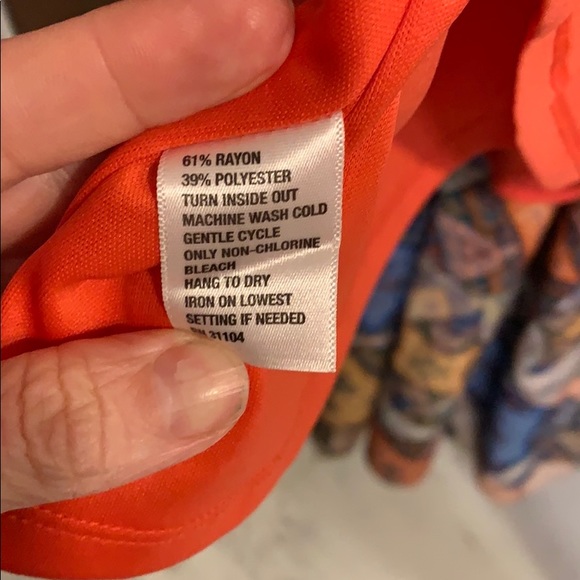 61% RAYON
39% POLYESTER
TURN INSIDE OUT
MACHINE WASH COLD
GENTLE CYCLE
ONLY NON-CHLORINE
BLEACH
HANG TO DRY
IRON ON LOWEST
SETTING IF NEEDED
RN 31104